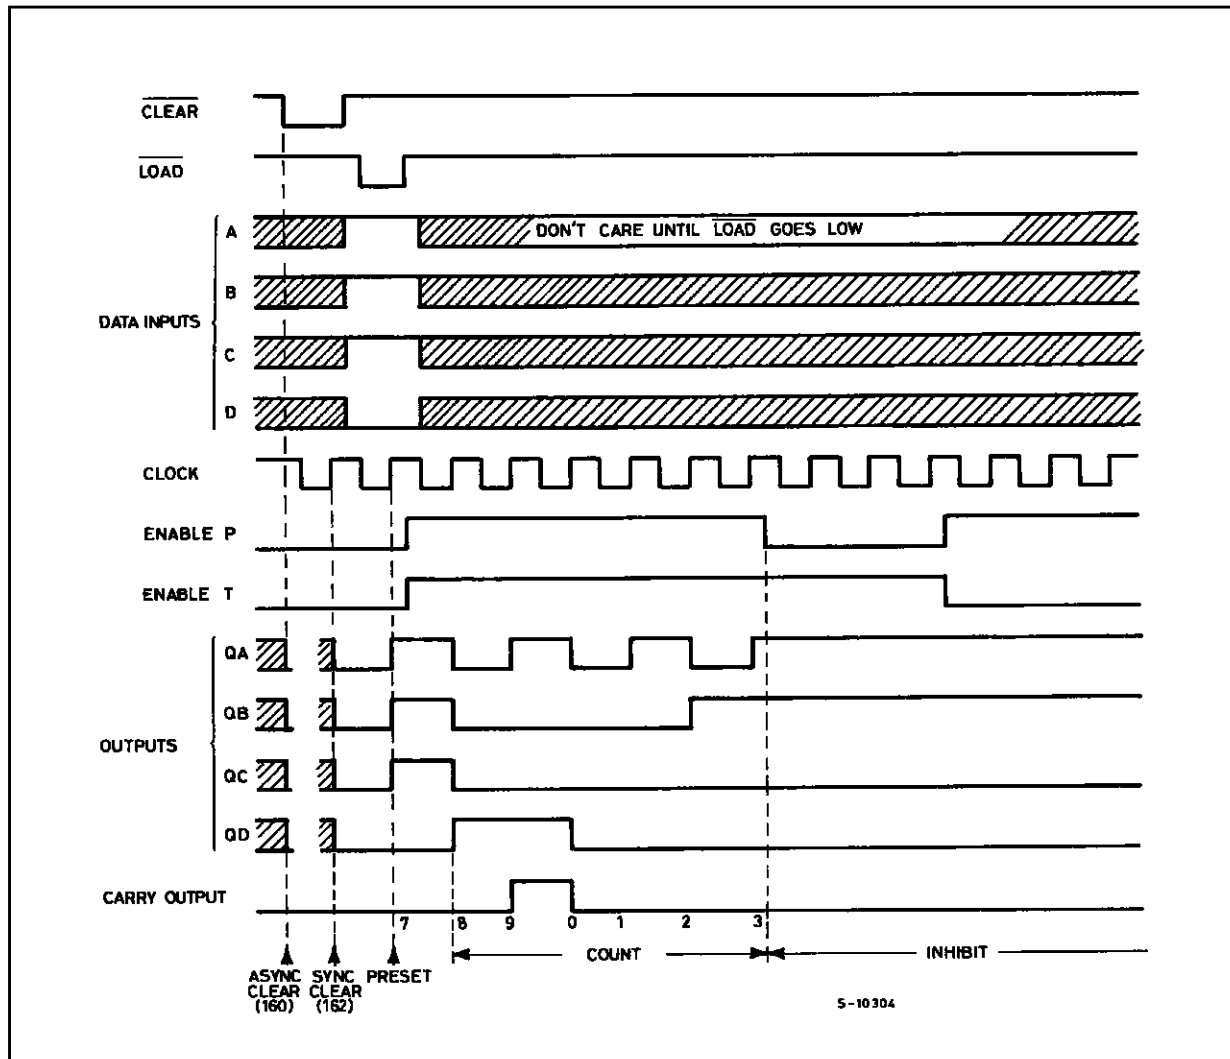 CLEAR
LOAD
A
DON'T CARE UNTIL LOAD GOES LOW
B
DATA INPUTS
C
D
CLOCK
ENABLE P
ENABLE T
QA
QB
OUTPUTS
QC
QD
CARRY OUTPUT
7 8 9 0 1 2 3
COUNT
INHIBIT
ASYNC CLEAR (160)
SYNC CLEAR (162)
PRESET
S-10304